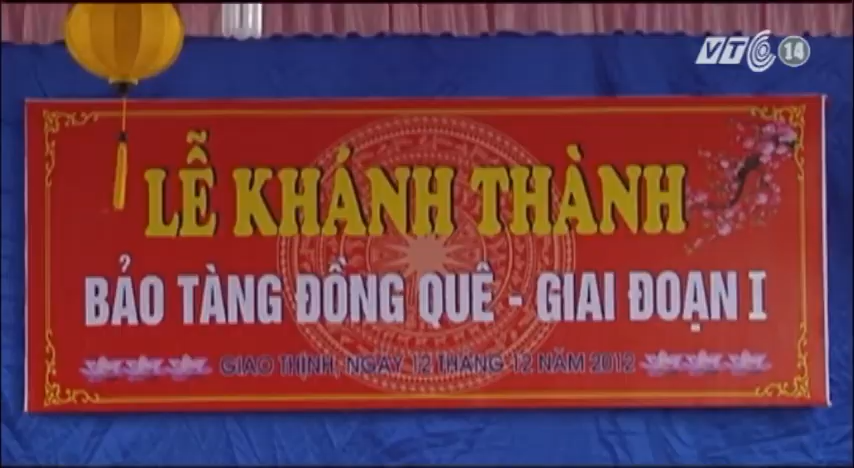 VTC 14
LỄ KHÁNH THÀNH
BẢO TÀNG ĐỒNG QUÊ - GIAI ĐOẠN I
GIAO THỊNH, NGÀY 12 THÁNG 12 NĂM 2012